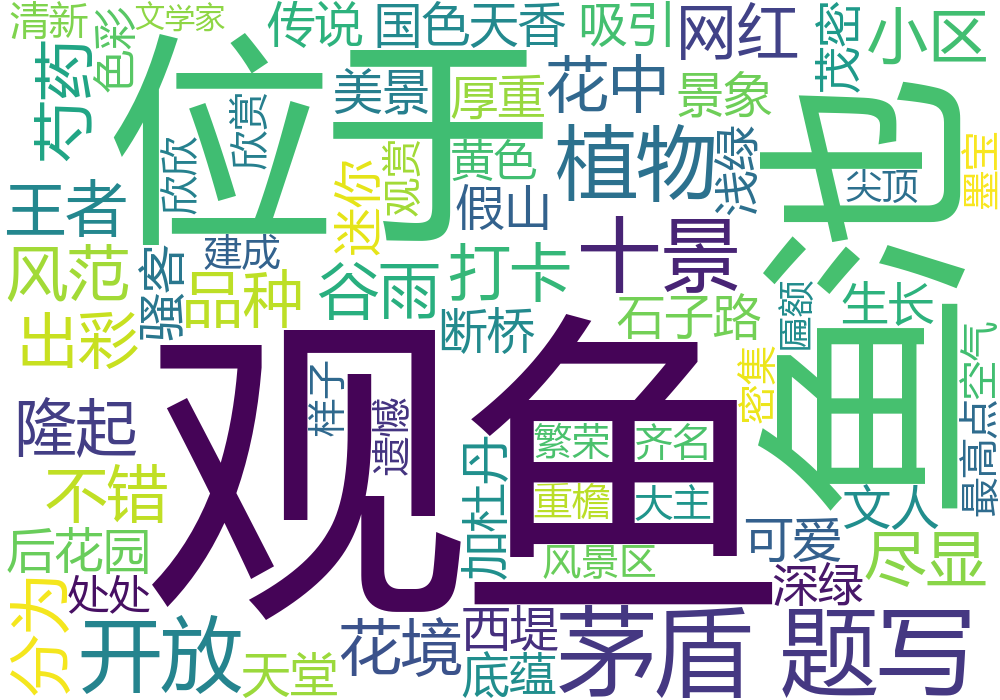 清新
色彩
文学家
传说
国色天香
吸引
网红
茂密
小区
芍药
位于
欣赏
美景
厚重
花中
景象
池鱼
欣欣
观赏
黄色
植物
浅绿
尖顶
墨宝
王者
迷你
假山
建成
十景
风范
骚客
品种
谷雨
打卡
石子路
匾额
生长
出彩
断桥
观鱼
样子
遗憾
密集
空气
隆起
繁荣
齐名
最高点
不错
加杜丹
重檐
大主
文人
后花园
风景区
可爱
尽显
分为
处处
深绿
开放
花境
西堤
茅盾
题写
天堂
底蕴